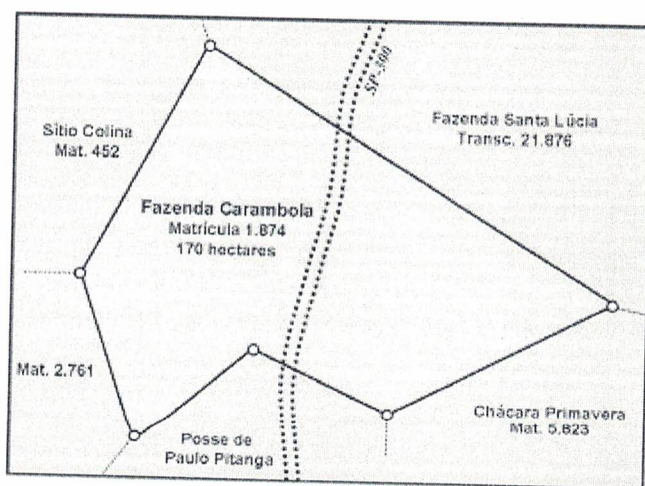 SP-300
Fazenda Santa Lúcia
Transc. 21.876
Sítio Colina
Mat. 452
Fazenda Carambola
Matrícula 1.874
170 hectares
Mat. 2.761
Chácara Primavera
Mat. 5.823
Posse de
Paulo Pitanga